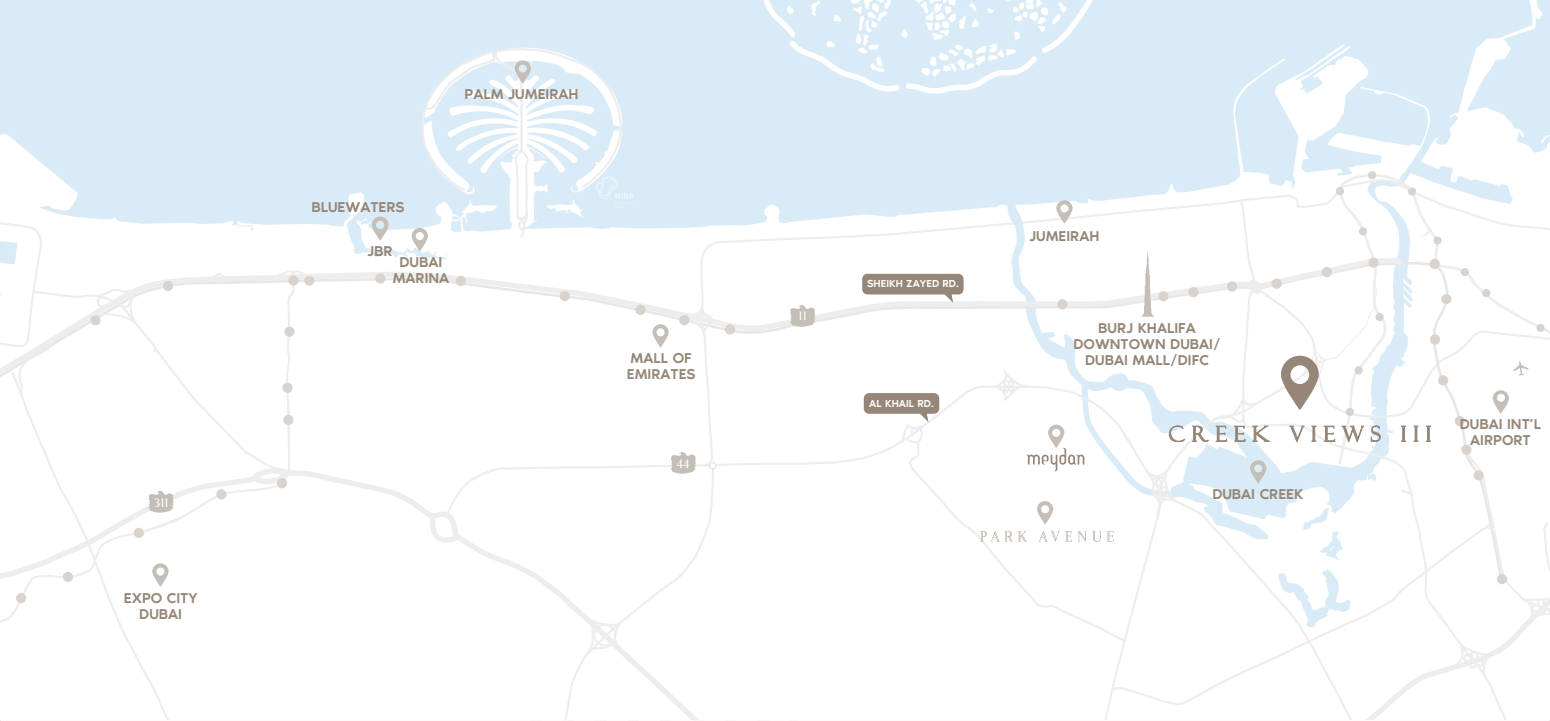 PALM JUMEIRAH
BLUEWATERS
JBR
DUBAI
MARINA
JUMEIRAH
SHEIKH ZAYED RD.
11
BURJ KHALIFA
DOWNTOWN DUBAI/
DUBAI MALL/DIFC
MALL OF
EMIRATES
AL KHAIL RD.
CREEK VIEWS III
DUBAI INT'L
AIRPORT
meydan
44
DUBAI CREEK
311
PARK AVENUE
EXPO CITY
DUBAI